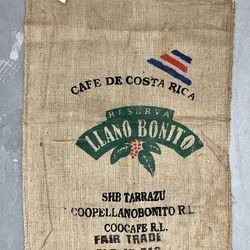 CAFE DE COSTA RICA
RESERVA
LLANO BONITO
SHB TARRAZU
COOPELLANOBONITO R.L.
COOCAFE R.L.
FAIR TRADE